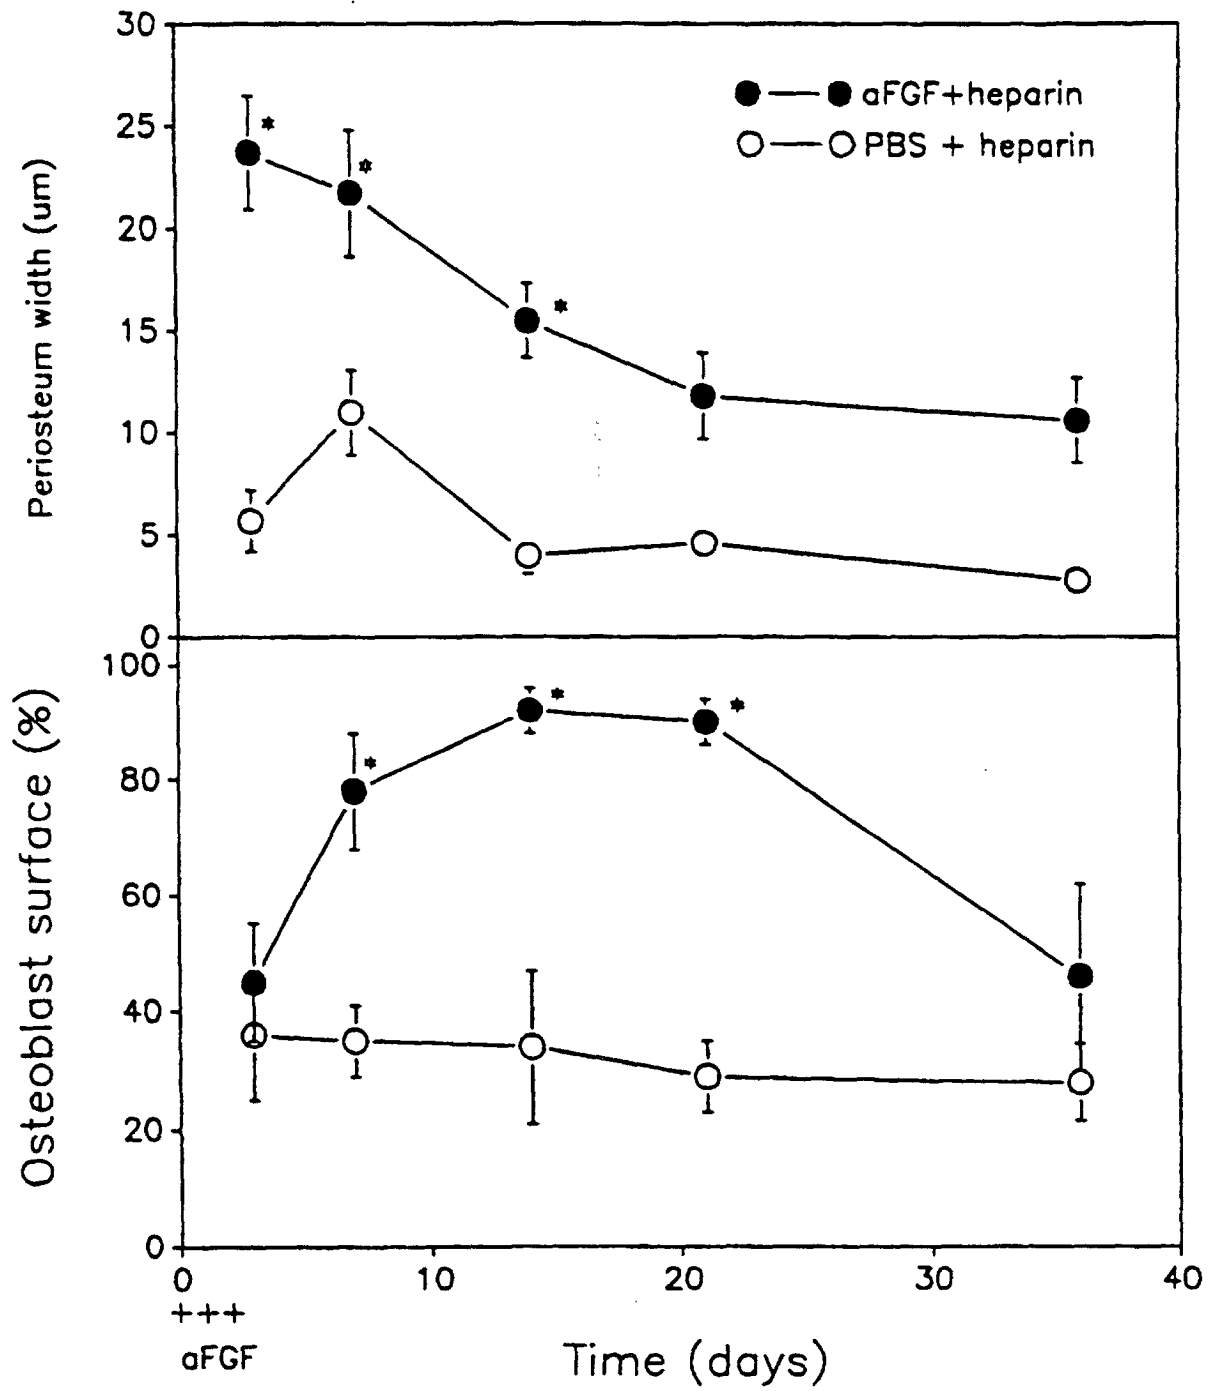 30
25
20
15
10
5
0
Periosteum width (um)
aFGF+heparin
PBS + heparin
*
*
*
100
80
60
40
20
0
Osteoblast surface (%)
*
*
*
0 10 20 30 40
+++
aFGF
Time (days)